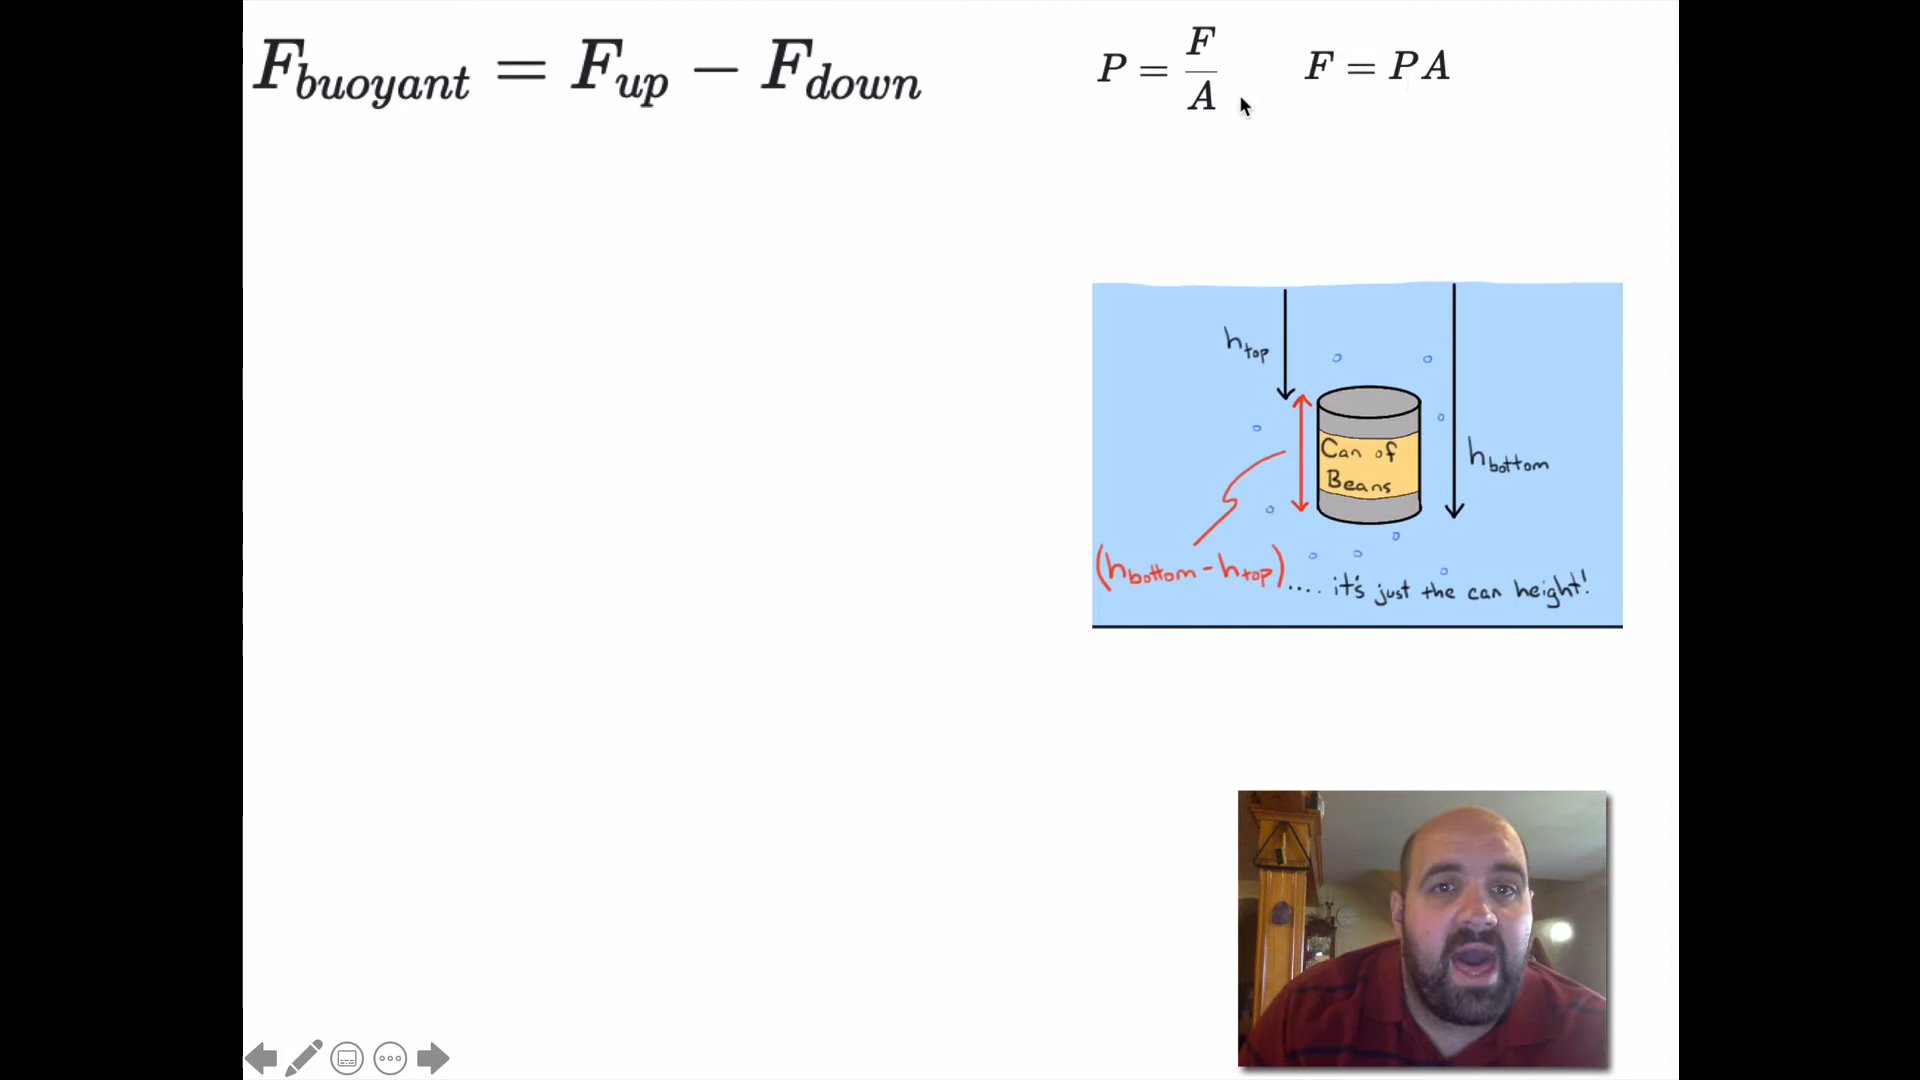 F_buoyant = F_up − F_down
P = F/A
F = PA
h_top
Can of
Beans
h_bottom
(h_bottom - h_top).... it's just the can height!